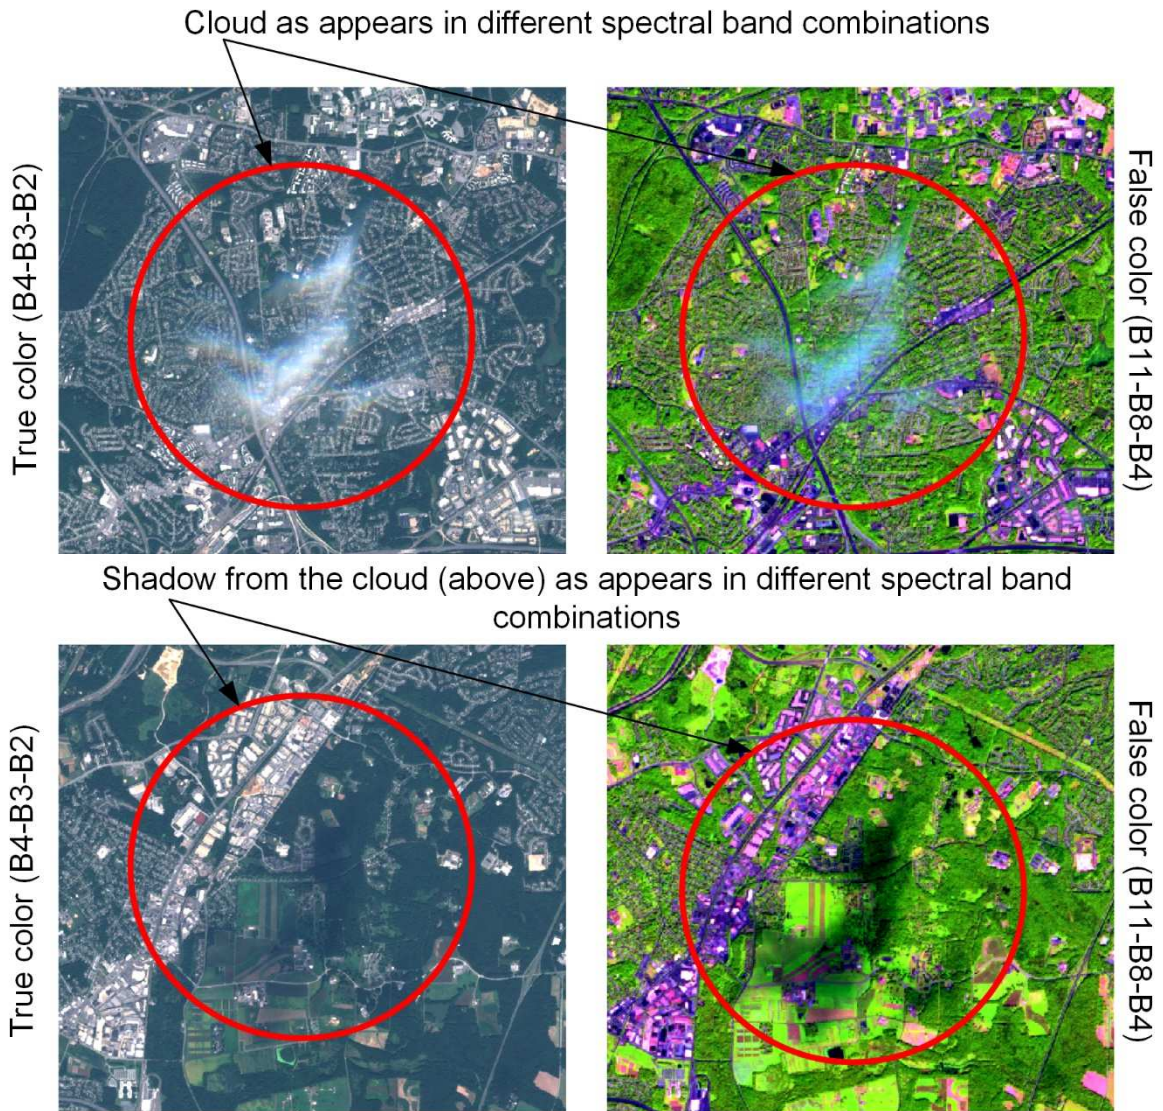 Cloud as appears in different spectral band combinations
True color (B4-B3-B2)
False color (B11-B8-B4)
Shadow from the cloud (above) as appears in different spectral band
combinations
True color (B4-B3-B2)
False color (B11-B8-B4)